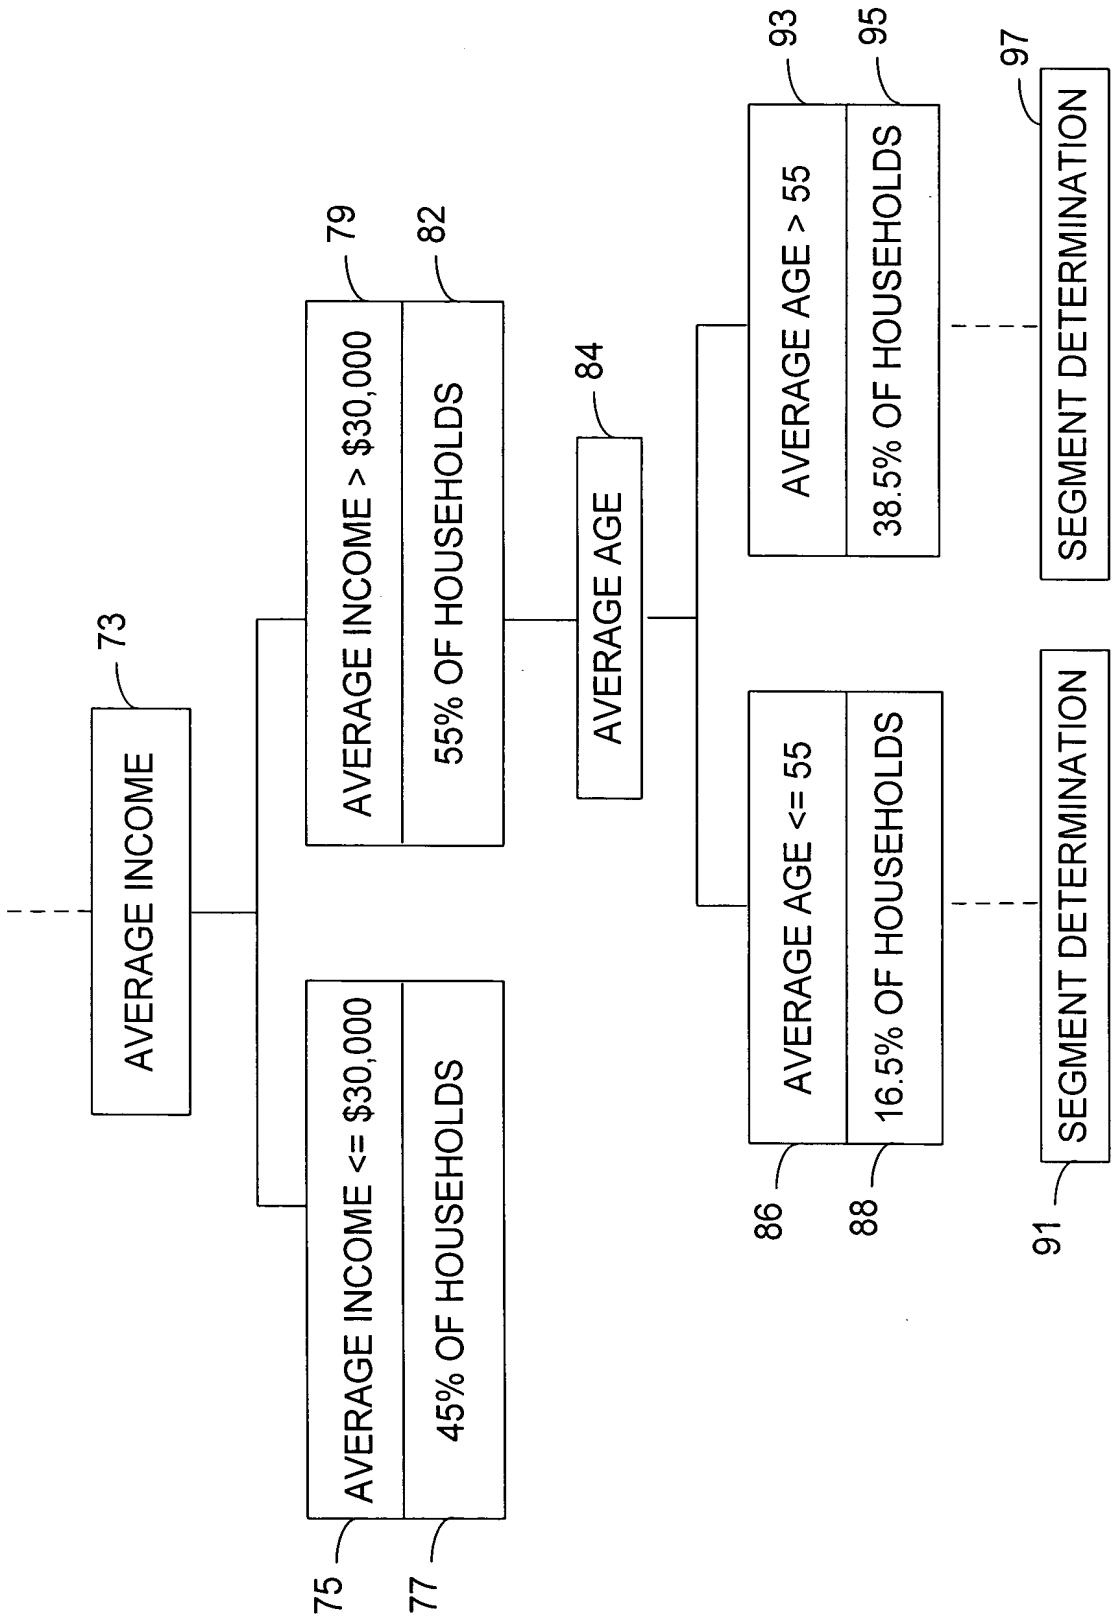 73
AVERAGE INCOME
75
AVERAGE INCOME <= $30,000
77
45% OF HOUSEHOLDS
79
AVERAGE INCOME > $30,000
82
55% OF HOUSEHOLDS
84
AVERAGE AGE
86
AVERAGE AGE <= 55
88
16.5% OF HOUSEHOLDS
93
AVERAGE AGE > 55
95
38.5% OF HOUSEHOLDS
91
SEGMENT DETERMINATION
97
SEGMENT DETERMINATION